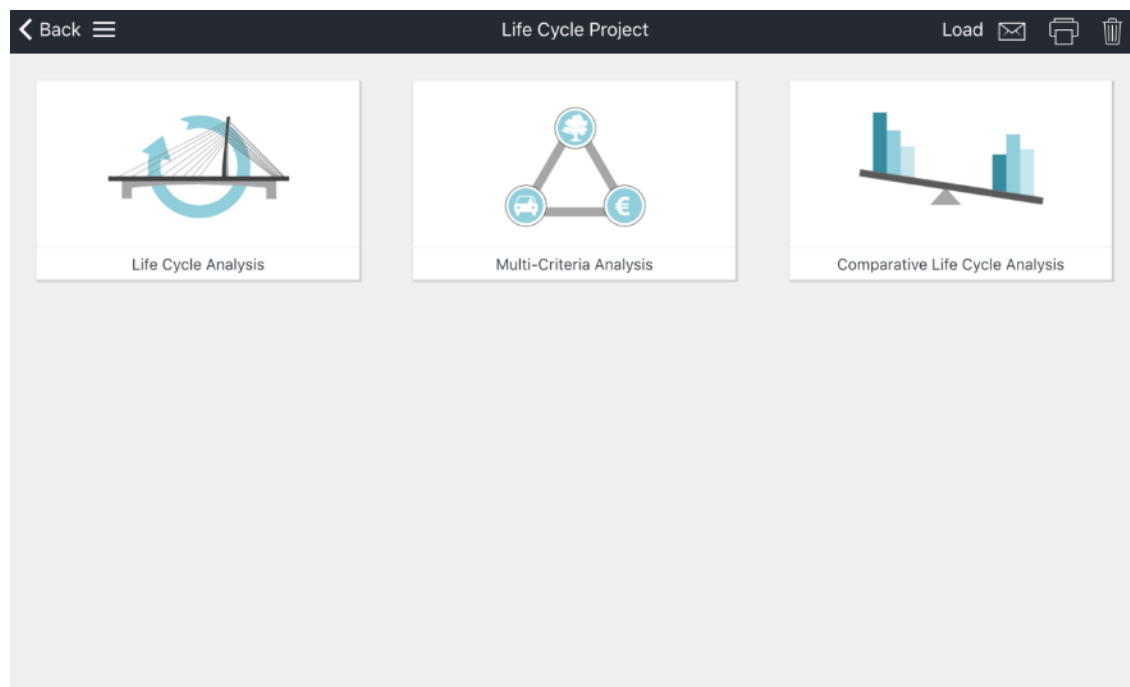 Back
Life Cycle Project
Load
€
Life Cycle Analysis
Multi-Criteria Analysis
Comparative Life Cycle Analysis